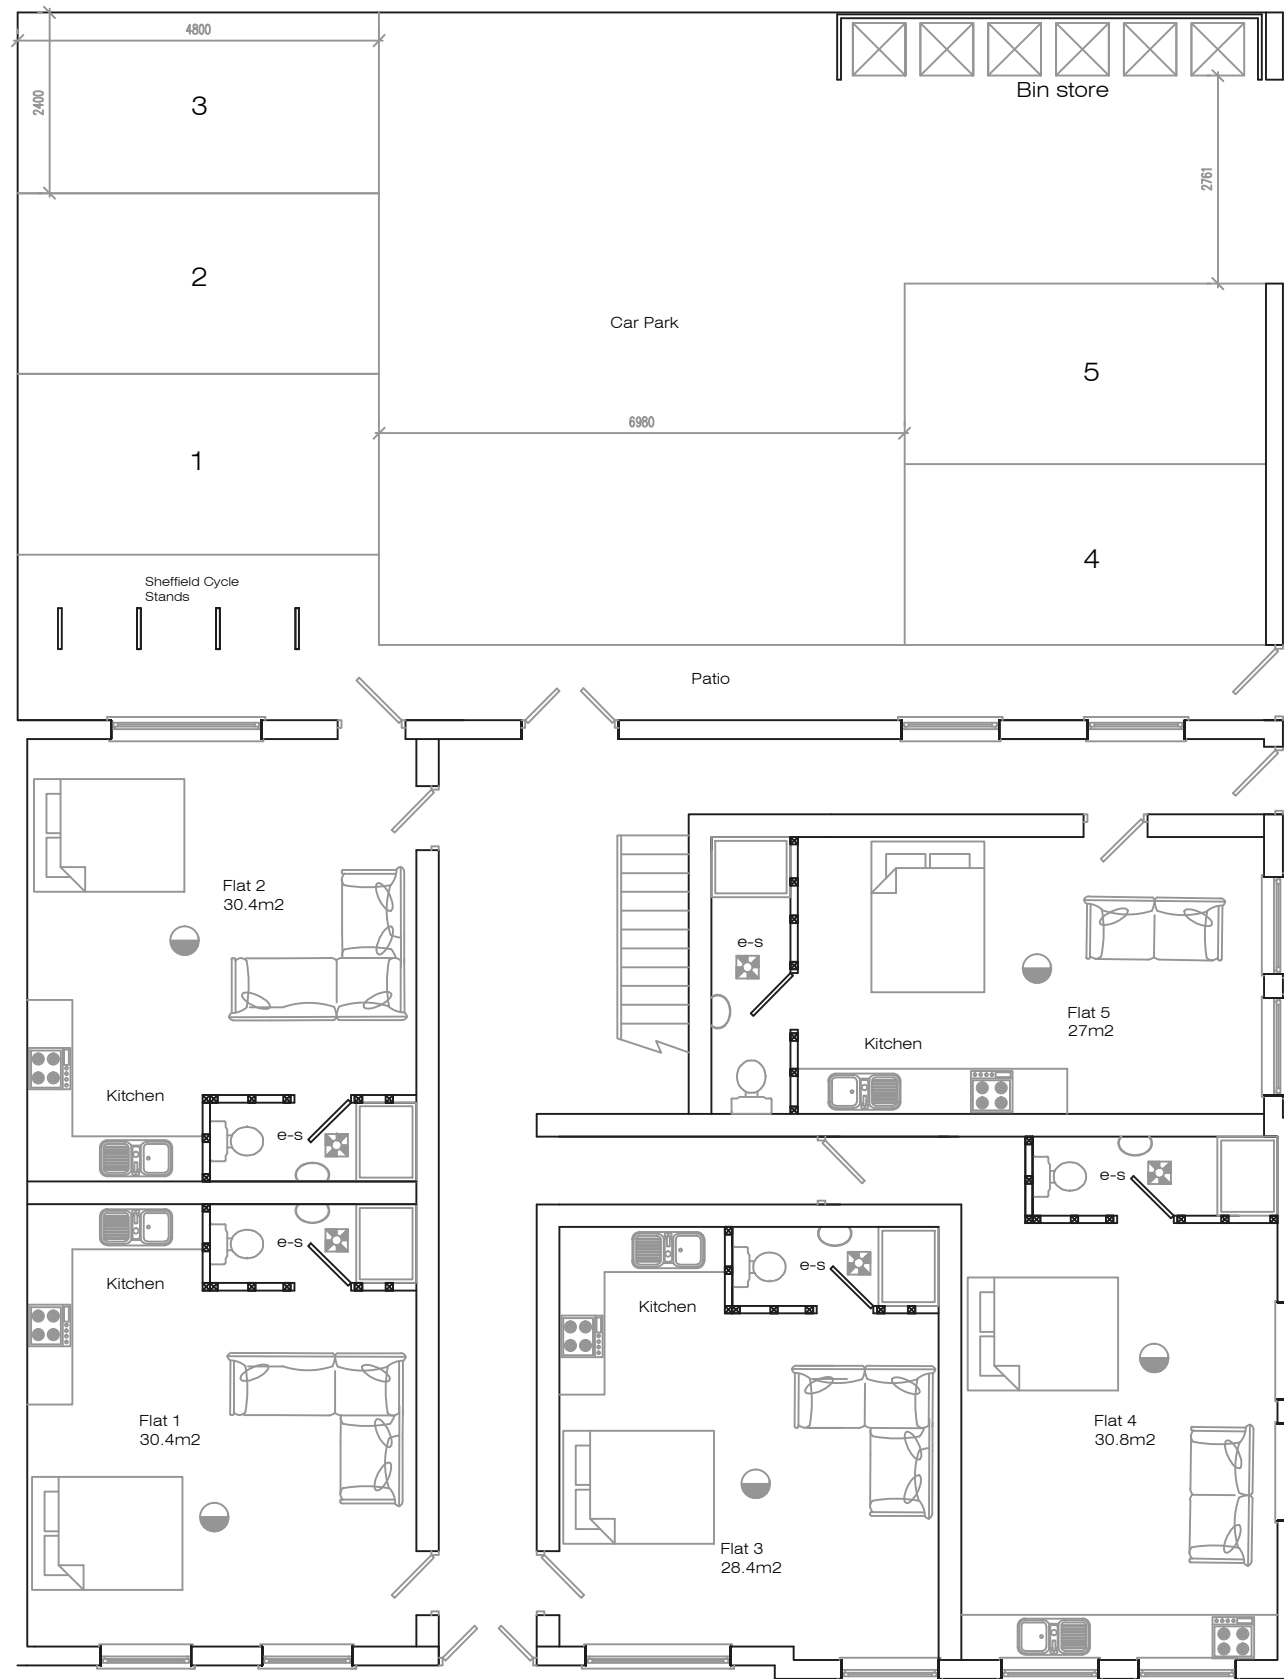 4800
2400
3
Bin store
2761
2
Car Park
5
6980
1
4
Sheffield Cycle
Stands
Patio
Flat 2
30.4m2
e-s
Flat 5
27m2
Kitchen
Kitchen
e-s
e-s
e-s
Kitchen
e-s
Kitchen
Flat 1
30.4m2
Flat 4
30.8m2
Flat 3
28.4m2